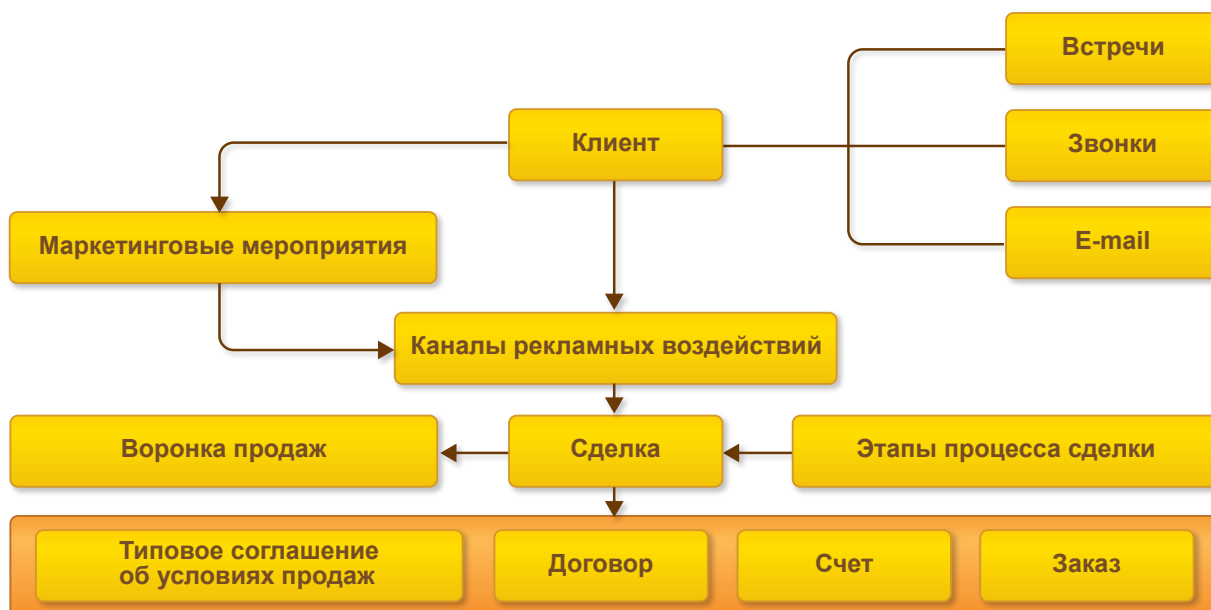 Встречи
Клиент
Звонки
Маркетинговые мероприятия
E-mail
Каналы рекламных воздействий
Воронка продаж
Сделка
Этапы процесса сделки
Типовое соглашение
об условиях продаж
Договор
Счет
Заказ